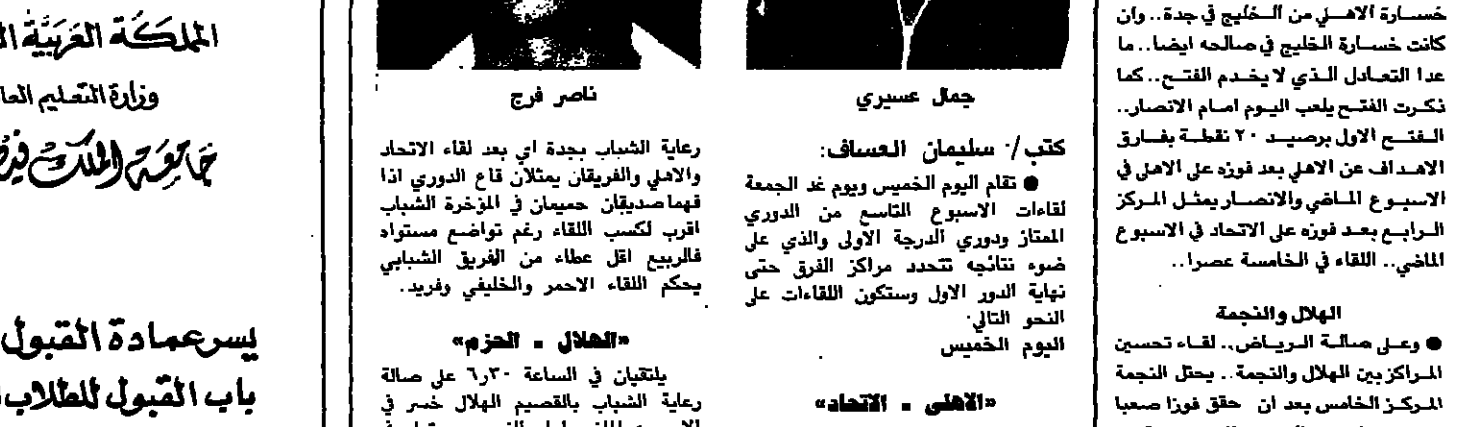 خسارة الاهلي من الخليج في جدة.. وان
كانت خسارة الخليج في صالحه ايضا.. ما
عدا التعادل الذي لا يخدم الفتح.. كما
ذكرت الفتح يلعب اليوم امام الانصار..
الفتح الاول برصيد ٢٠ نقطة بفارق
الاهداف عن الاهلي بعد فوزه على الاهلى في
الاسبوع الماضي والانصار يمثل المركز
الرابع بعد فوزه على الاتحاد في الاسبوع
الماضي.. اللقاء في الخامسة عصرا..
الهلال والنجمة
● وعلى صالة الرياض.. لقاء تحسين
المراكز بين الهلال والنجمة.. يحتل النجمة
المركز الخامس بعد ان حقق فوزا صعبا
جمال عسيري
كتب/ سليمان العساف:
● تقام اليوم الخميس ويوم غد الجمعة
لقاءات الاسبوع التاسع من الدوري
الممتاز ودوري الدرجة الاولى والذي على
ضوء نتائجه تتحدد مراكز الفرق حتى
نهاية الدور الاول وستكون اللقاءات على
النحو التالي·
اليوم الخميس
«الاهلى ـ الاتحاد»
ناصر فرج
رعاية الشباب بجدة اي بعد لقاء الاتحاد
والاهلي والفريقان يمثلان قاع الدوري اذا
فهما صديقان حميمان في المؤخرة الشباب
اقرب لكسب اللقاء رغم تواضع مستواه
فالربيع اقل عطاء من الفريق الشبابي
يحكم اللقاء الاحمر والخليفي وفريد.
«الهلال ـ الحزم»
يلتقيان في الساعة ٦٫٣٠ على صالة
رعاية الشباب بالقصيم الهلال خسر في
المملكة العربية
وزارة التعليم
جامعة الملك
يسر عمادة القبول
باب القبول للطلاب